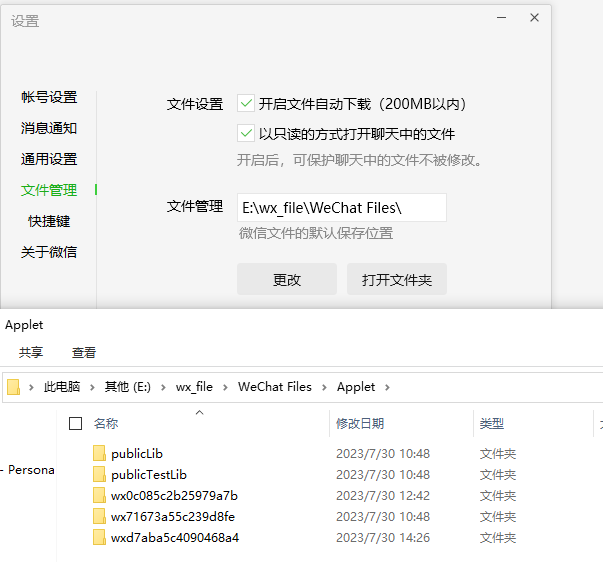 设置
帐号设置
消息通知
通用设置
文件管理
快捷键
关于微信
文件设置
开启文件自动下载（200MB以内）
以只读的方式打开聊天中的文件
开启后，可保护聊天中的文件不被修改。
文件管理
E:\wx_file\WeChat Files\
微信文件的默认保存位置
更改 打开文件夹
Applet
共享 查看
此电脑 > 其他 (E:) > wx_file > WeChat Files > Applet >
名称 修改日期 类型
- Persona
publicLib 2023/7/30 10:48 文件夹
publicTestLib 2023/7/30 10:48 文件夹
wx0c085c2b25979a7b 2023/7/30 12:42 文件夹
wx71673a55c239d8fe 2023/7/30 10:48 文件夹
wxd7aba5c4090468a4 2023/7/30 14:26 文件夹